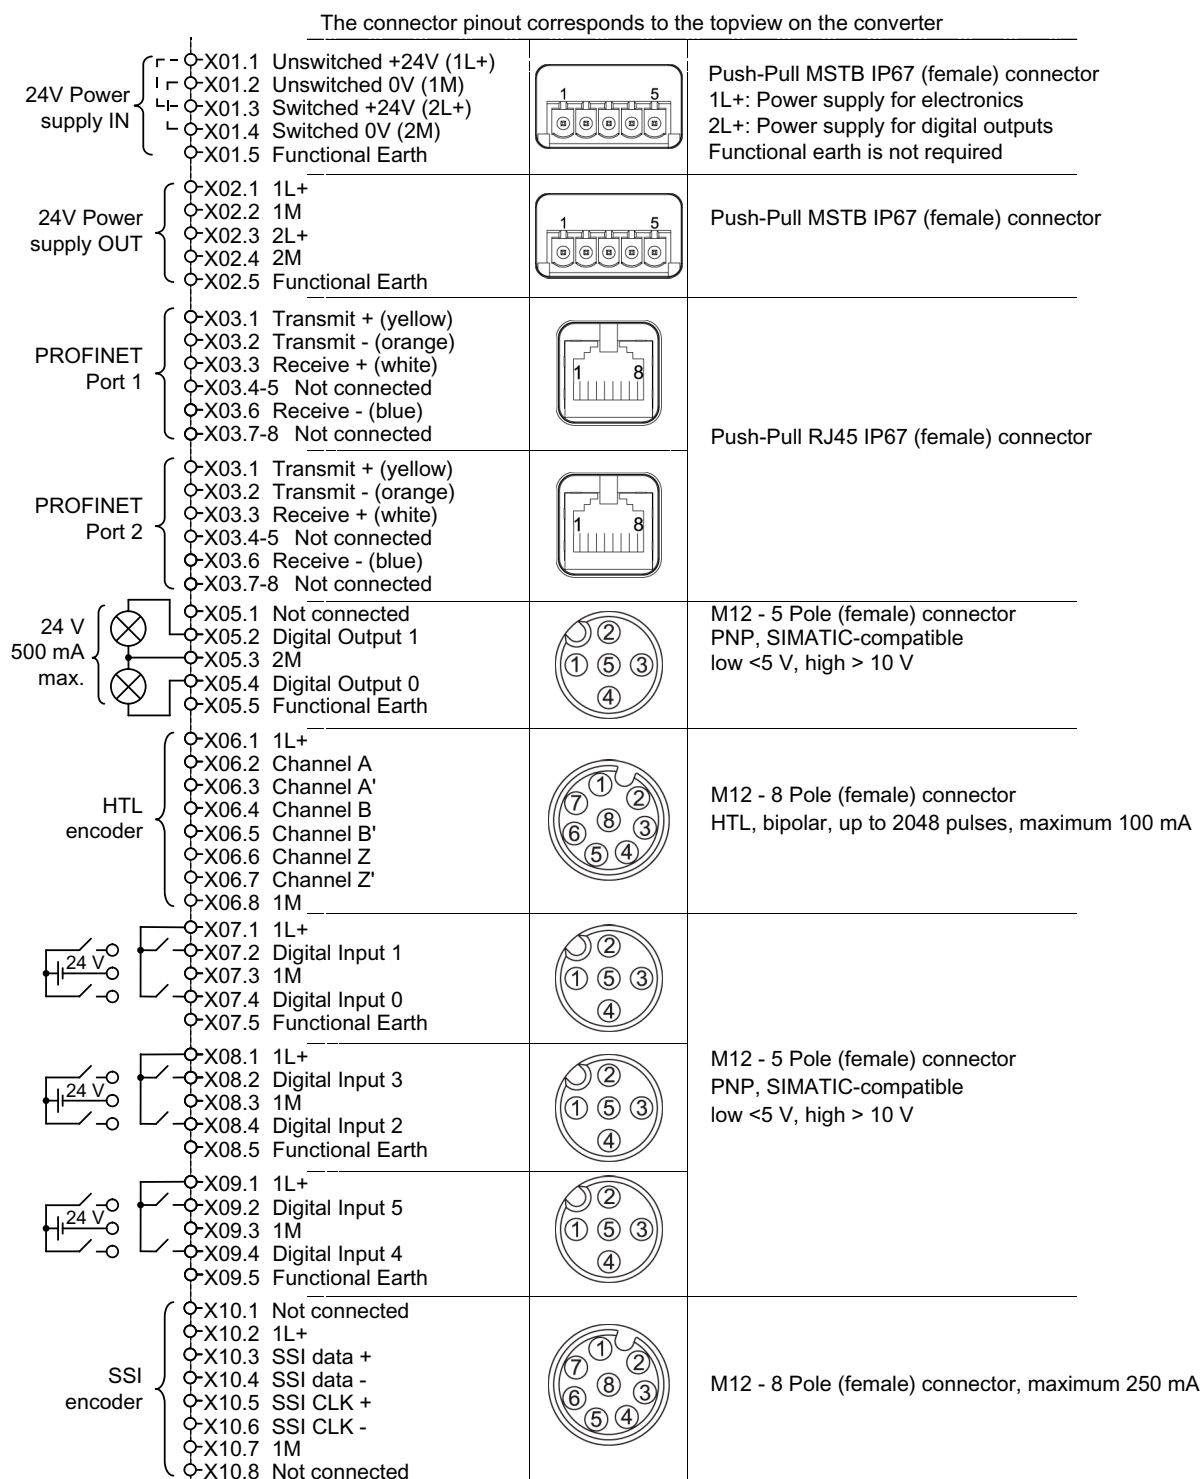 The connector pinout corresponds to the topview on the converter
24V Power
supply IN
X01.1 Unswitched +24V (1L+)
X01.2 Unswitched 0V (1M)
X01.3 Switched +24V (2L+)
X01.4 Switched 0V (2M)
X01.5 Functional Earth
1 5
Push-Pull MSTB IP67 (female) connector
1L+: Power supply for electronics
2L+: Power supply for digital outputs
Functional earth is not required
24V Power
supply OUT
X02.1 1L+
X02.2 1M
X02.3 2L+
X02.4 2M
X02.5 Functional Earth
1 5
Push-Pull MSTB IP67 (female) connector
PROFINET
Port 1
X03.1 Transmit + (yellow)
X03.2 Transmit - (orange)
X03.3 Receive + (white)
X03.4-5 Not connected
X03.6 Receive - (blue)
X03.7-8 Not connected
1 8
Push-Pull RJ45 IP67 (female) connector
PROFINET
Port 2
X03.1 Transmit + (yellow)
X03.2 Transmit - (orange)
X03.3 Receive + (white)
X03.4-5 Not connected
X03.6 Receive - (blue)
X03.7-8 Not connected
1 8
24 V
500 mA
max.
X05.1 Not connected
X05.2 Digital Output 1
X05.3 2M
X05.4 Digital Output 0
X05.5 Functional Earth
2
1 5 3
4
M12 - 5 Pole (female) connector
PNP, SIMATIC-compatible
low <5 V, high > 10 V
HTL
encoder
X06.1 1L+
X06.2 Channel A
X06.3 Channel A'
X06.4 Channel B
X06.5 Channel B'
X06.6 Channel Z
X06.7 Channel Z'
X06.8 1M
1
7 2
8
6 3
5 4
M12 - 8 Pole (female) connector
HTL, bipolar, up to 2048 pulses, maximum 100 mA
24 V
X07.1 1L+
X07.2 Digital Input 1
X07.3 1M
X07.4 Digital Input 0
X07.5 Functional Earth
2
1 5 3
4
24 V
X08.1 1L+
X08.2 Digital Input 3
X08.3 1M
X08.4 Digital Input 2
X08.5 Functional Earth
2
1 5 3
4
M12 - 5 Pole (female) connector
PNP, SIMATIC-compatible
low <5 V, high > 10 V
24 V
X09.1 1L+
X09.2 Digital Input 5
X09.3 1M
X09.4 Digital Input 4
X09.5 Functional Earth
2
1 5 3
4
SSI
encoder
X10.1 Not connected
X10.2 1L+
X10.3 SSI data +
X10.4 SSI data -
X10.5 SSI CLK +
X10.6 SSI CLK -
X10.7 1M
X10.8 Not connected
1
7 2
8
6 3
5 4
M12 - 8 Pole (female) connector, maximum 250 mA